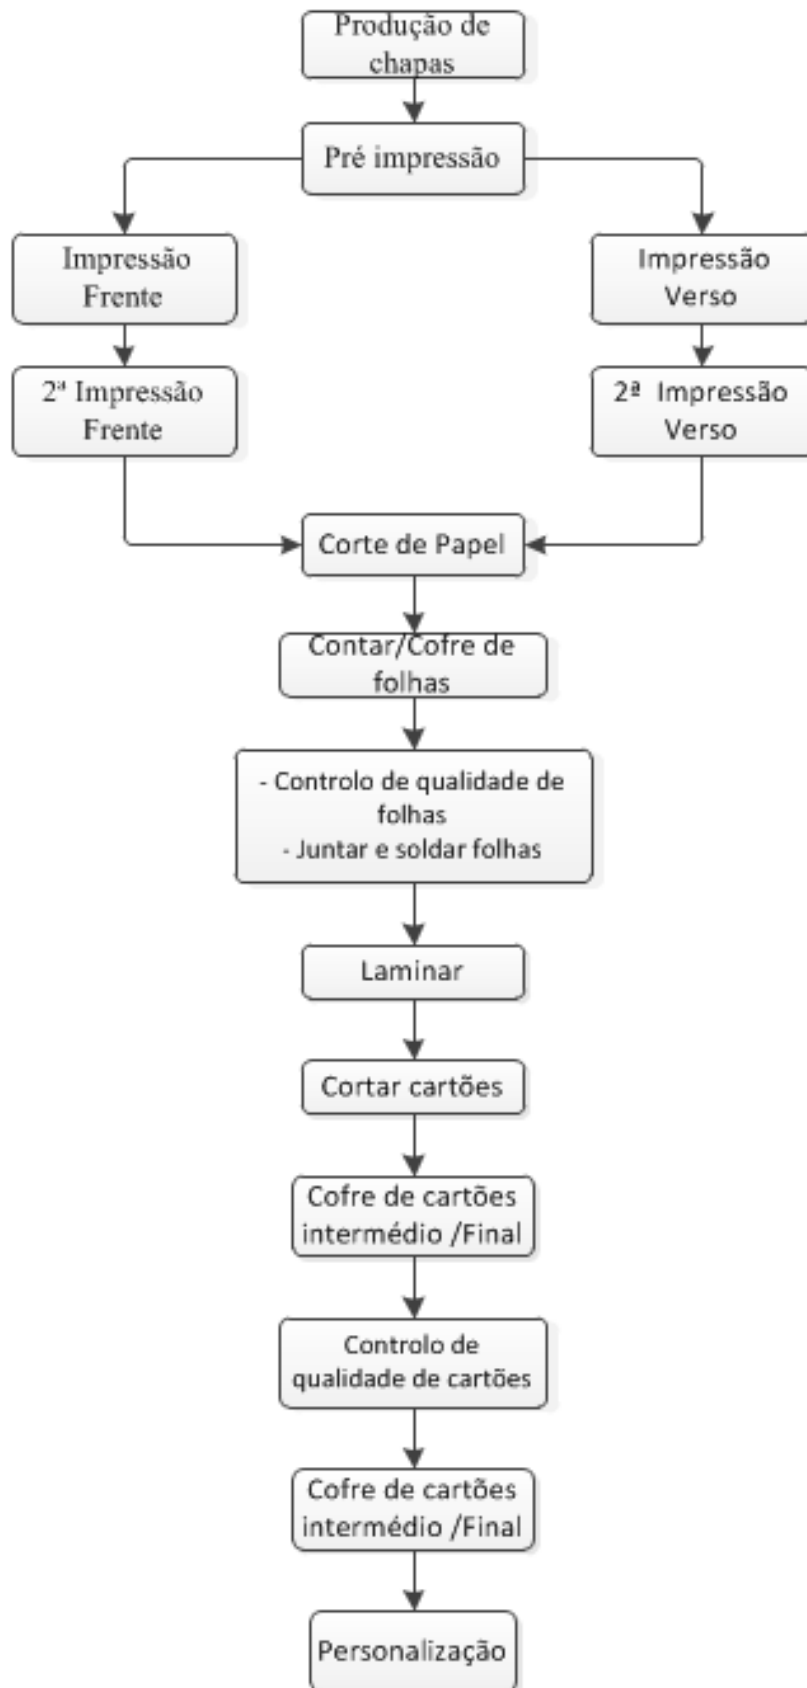 Produção de
chapas
Pré impressão
Impressão
Frente
Impressão
Verso
2ª Impressão
Frente
2ª Impressão
Verso
Corte de Papel
Contar/Cofre de
folhas
- Controlo de qualidade de
folhas
- Juntar e soldar folhas
Laminar
Cortar cartões
Cofre de cartões
intermédio /Final
Controlo de
qualidade de cartões
Cofre de cartões
intermédio /Final
Personalização